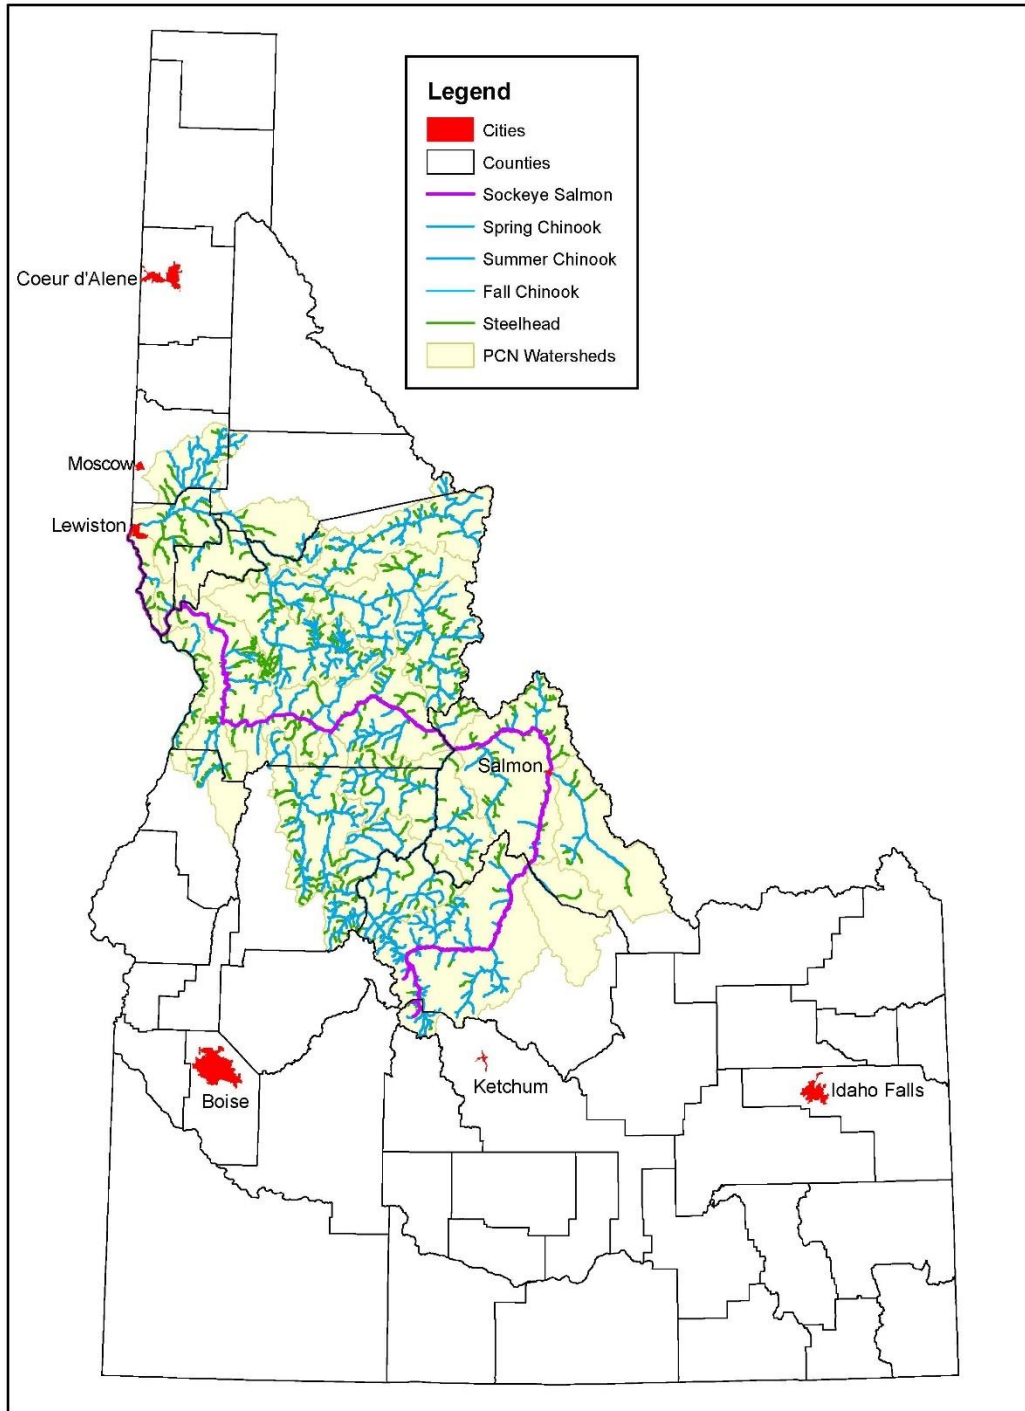 Legend
Cities
Counties
Sockeye Salmon
Spring Chinook
Summer Chinook
Fall Chinook
Steelhead
PCN Watersheds
Coeur d'Alene
Moscow
Lewiston
Salmon
Ketchum
Boise
Idaho Falls